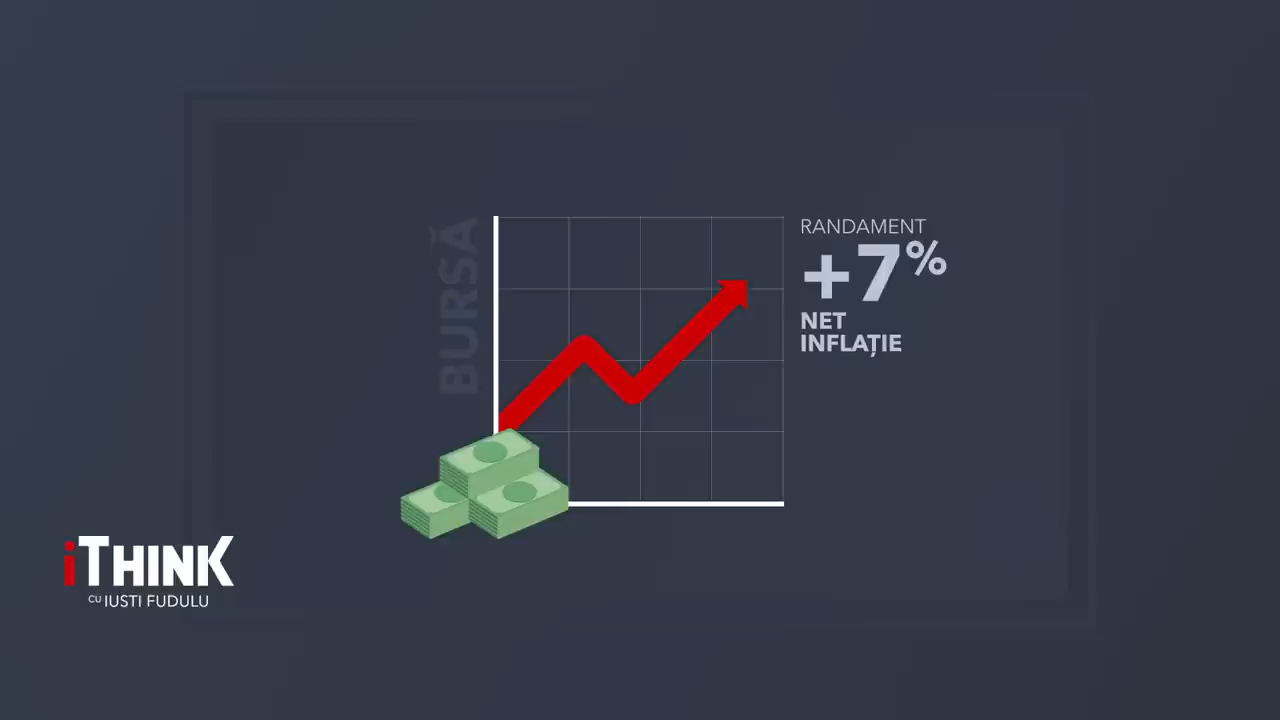 BURSĂ
RANDAMENT
+7%
NET
INFLAȚIE
iTHINK
CU IUSTI FUDULU